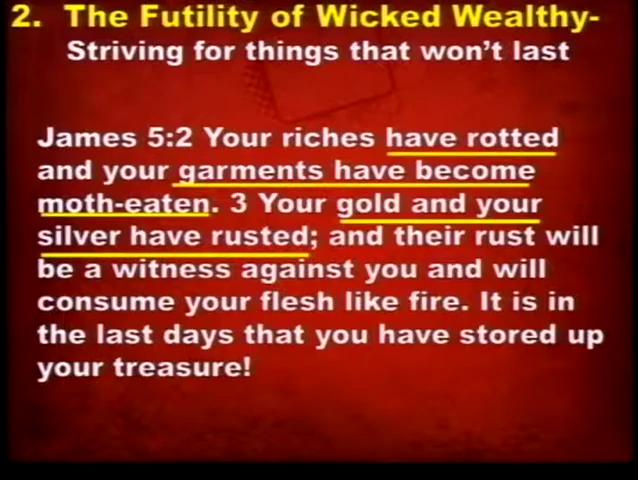 2. The Futility of Wicked Wealthy-
Striving for things that won't last
James 5:2 Your riches have rotted
and your garments have become
moth-eaten. 3 Your gold and your
silver have rusted; and their rust will
be a witness against you and will
consume your flesh like fire. It is in
the last days that you have stored up
your treasure!